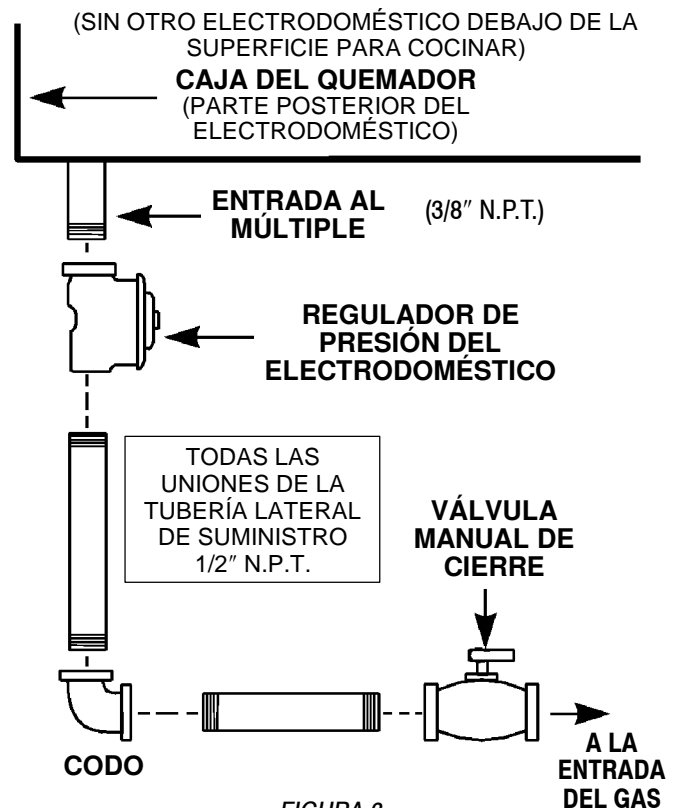 (SIN OTRO ELECTRODOMÉSTICO DEBAJO DE LA
SUPERFICIE PARA COCINAR)
CAJA DEL QUEMADOR
(PARTE POSTERIOR DEL
ELECTRODOMÉSTICO)
ENTRADA AL
MÚLTIPLE
(3/8″ N.P.T.)
REGULADOR DE
PRESIÓN DEL
ELECTRODOMÉSTICO
TODAS LAS
UNIONES DE LA
TUBERÍA LATERAL
DE SUMINISTRO
1/2″ N.P.T.
VÁLVULA
MANUAL DE
CIERRE
CODO
A LA
ENTRADA
DEL GAS